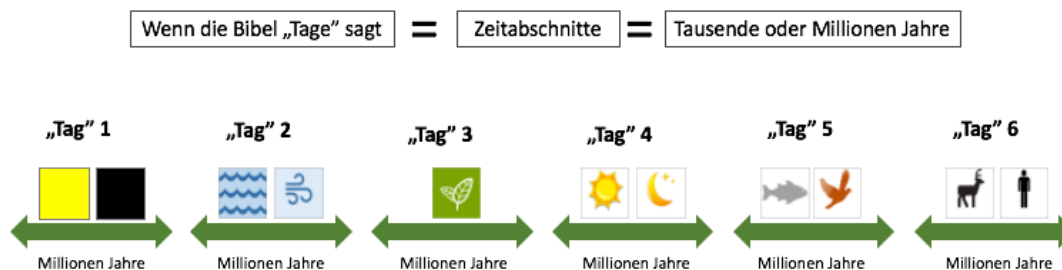 Wenn die Bibel „Tage” sagt = Zeitabschnitte = Tausende oder Millionen Jahre
„Tag” 1 „Tag” 2 „Tag” 3 „Tag” 4 „Tag” 5 „Tag” 6
Millionen Jahre Millionen Jahre Millionen Jahre Millionen Jahre Millionen Jahre Millionen Jahre